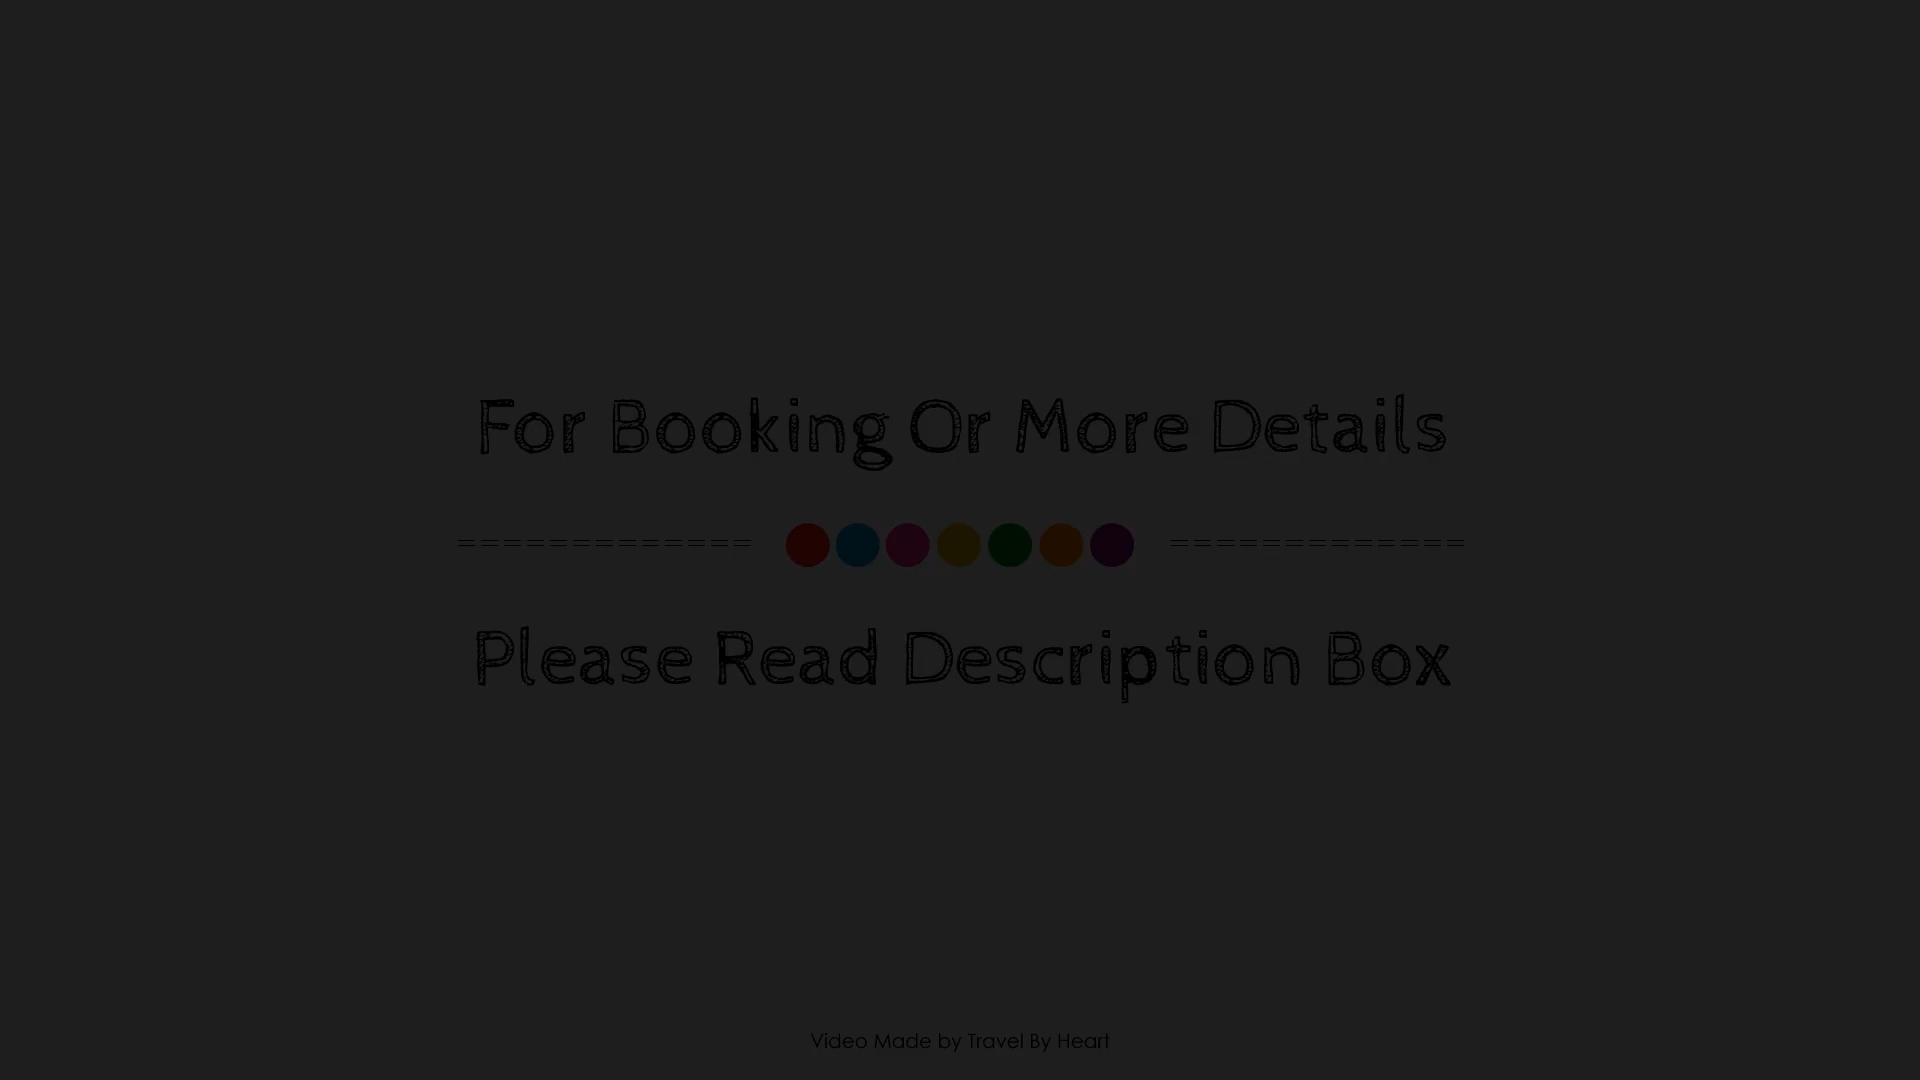 For Booking Or More Details
============= =============
Please Read Description Box
Video Made by Travel By Heart